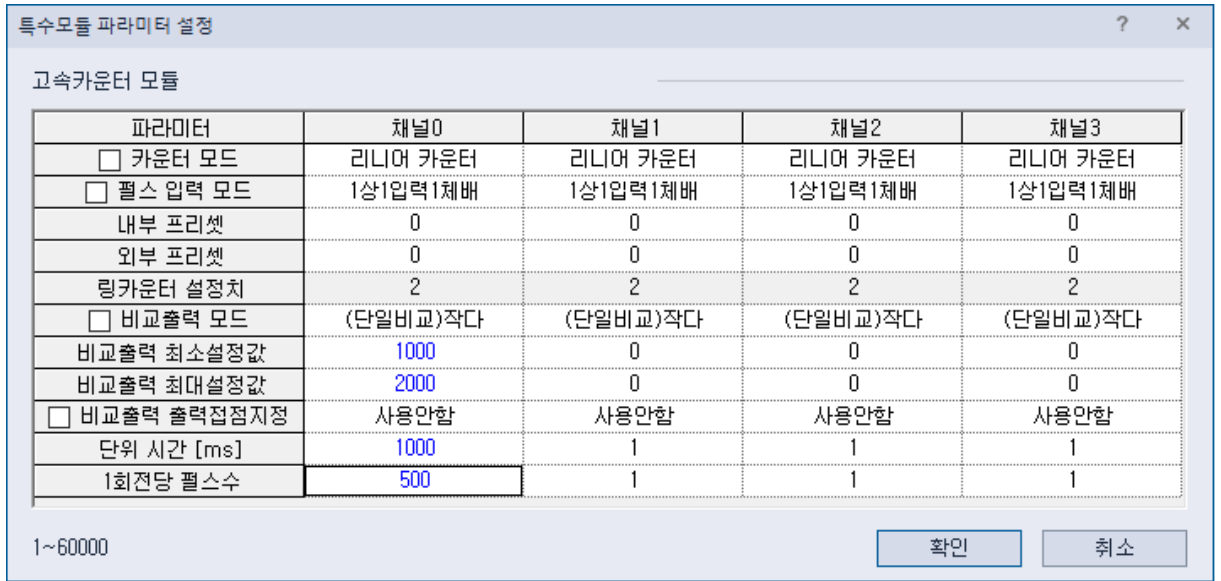 특수모듈 파라미터 설정 ? ×
고속카운터 모듈
파라미터 채널0 채널1 채널2 채널3
카운터 모드 리니어 카운터 리니어 카운터 리니어 카운터 리니어 카운터
펄스 입력 모드 1상1입력1체배 1상1입력1체배 1상1입력1체배 1상1입력1체배
내부 프리셋 0 0 0 0
외부 프리셋 0 0 0 0
링카운터 설정치 2 2 2 2
비교출력 모드 (단일비교)작다 (단일비교)작다 (단일비교)작다 (단일비교)작다
비교출력 최소설정값 1000 0 0 0
비교출력 최대설정값 2000 0 0 0
비교출력 출력접점지정 사용안함 사용안함 사용안함 사용안함
단위 시간 [ms] 1000 1 1 1
1회전당 펄스수 500 1 1 1
1~60000 확인 취소